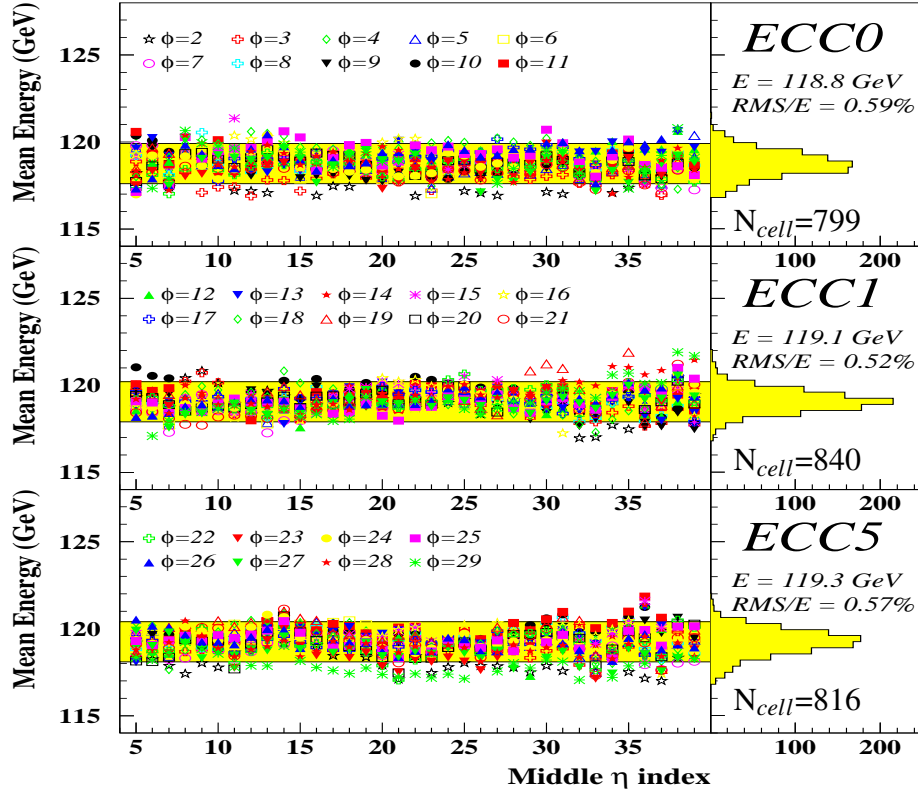 Mean Energy (GeV)
125
120
115
φ=2 φ=3 φ=4 φ=5 φ=6
φ=7 φ=8 φ=9 φ=10 φ=11
5 10 15 20 25 30 35
ECC0
E = 118.8 GeV
RMS/E = 0.59%
N_cell=799
100 200
Mean Energy (GeV)
125
120
115
φ=12 φ=13 φ=14 φ=15 φ=16
φ=17 φ=18 φ=19 φ=20 φ=21
5 10 15 20 25 30 35
ECC1
E = 119.1 GeV
RMS/E = 0.52%
N_cell=840
100 200
Mean Energy (GeV)
125
120
115
φ=22 φ=23 φ=24 φ=25
φ=26 φ=27 φ=28 φ=29
5 10 15 20 25 30 35
Middle η index
ECC5
E = 119.3 GeV
RMS/E = 0.57%
N_cell=816
100 200